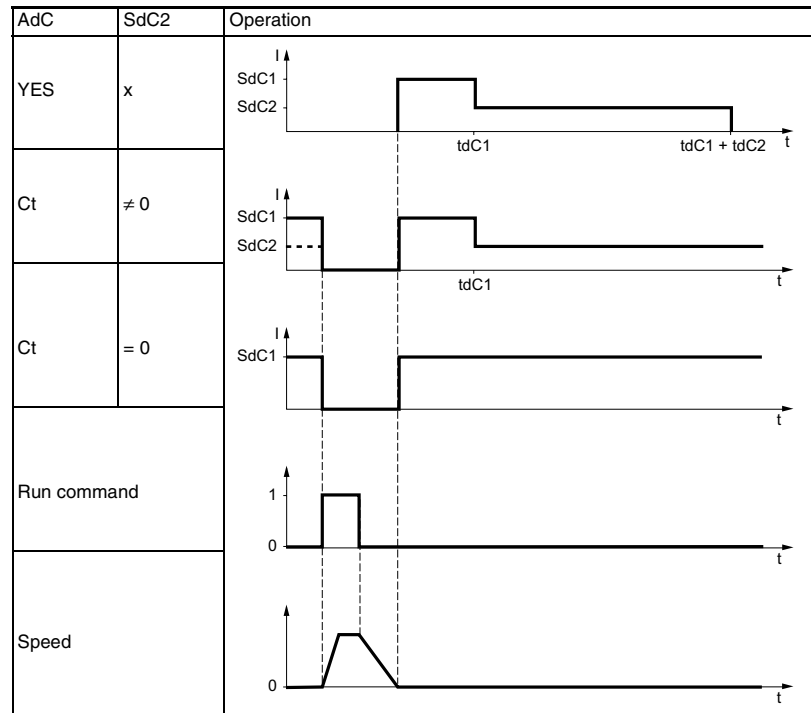 AdC SdC2 Operation
YES x
I
SdC1
SdC2
tdC1 tdC1 + tdC2 t
Ct ≠ 0
I
SdC1
SdC2
tdC1 t
Ct = 0
I
SdC1
t
Run command
1
0
t
Speed
0
t